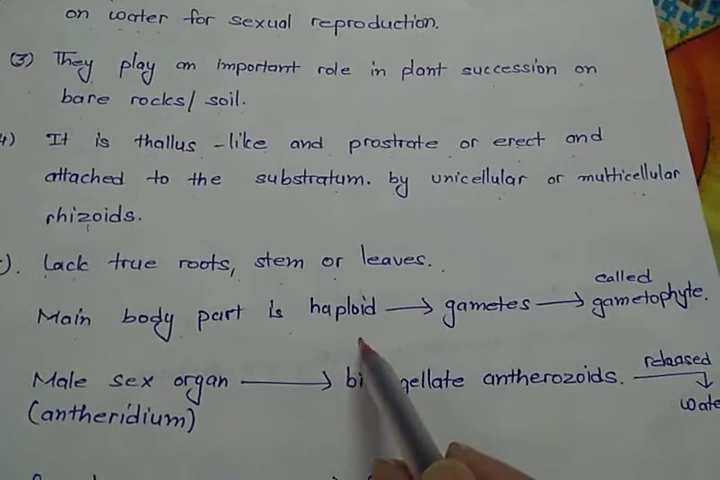 on water for sexual reproduction.
(3) They play an important role in plant succession on
bare rocks/ soil.
4) It is thallus -like and prostrate or erect and
attached to the substratum. by unicellular or multicellular
rhizoids.
). Lack true roots, stem or leaves.
called
Main body part is haploid → gametes → gametophyte.
released
Male sex organ → antherozoids. →
(antheridium)